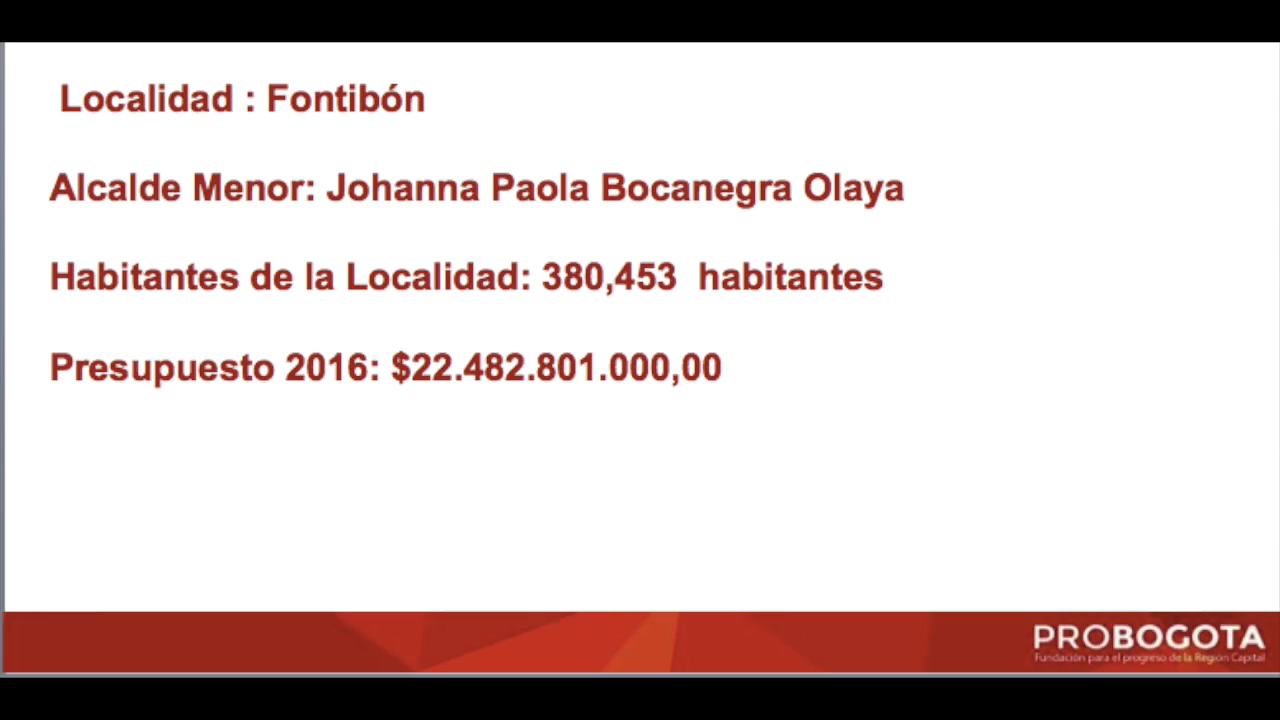 Localidad : Fontibón
Alcalde Menor: Johanna Paola Bocanegra Olaya
Habitantes de la Localidad: 380,453 habitantes
Presupuesto 2016: $22.482.801.000,00
PROBOGOTA
Fundación para el progreso de la Región Capital